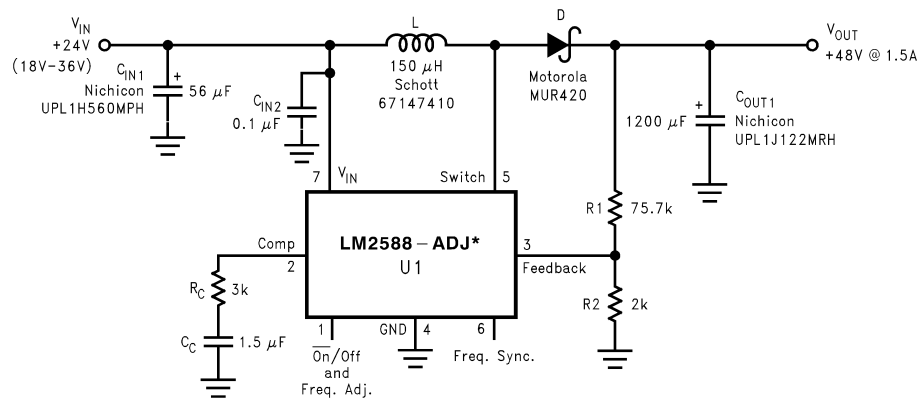 V_IN
+24V
(18V-36V)
C_IN1
Nichicon
UPL1H560MPH
+
56 μF
C_IN2
0.1 μF
L
150 μH
Schott
67147410
D
Motorola
MUR420
V_OUT
+48V @ 1.5A
1200 μF
+
C_OUT1
Nichicon
UPL1J122MRH
7
V_IN
Switch
5
R1
75.7k
LM2588-ADJ*
U1
Comp
2
3
Feedback
R_C
3k
C_C
1.5 μF
R2
2k
1
On/Off
and
Freq. Adj.
GND
4
6
Freq. Sync.